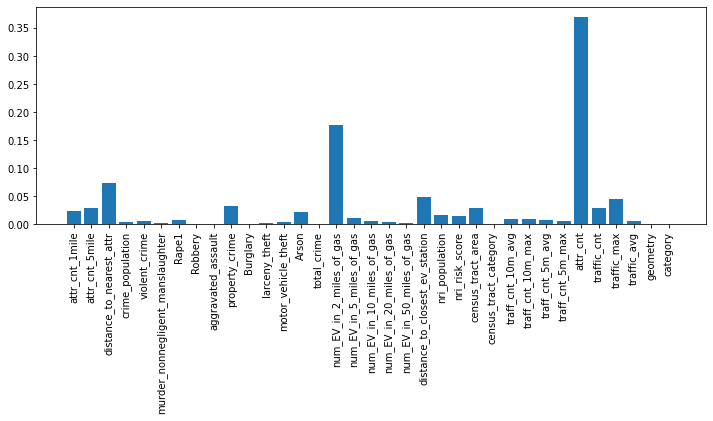 0.35
0.30
0.25
0.20
0.15
0.10
0.05
0.00
attr_cnt_1mile
attr_cnt_5mile
distance_to_nearest_attr
crime_population
violent_crime
murder_nonnegligent_manslaughter
Rape1
Robbery
aggravated_assault
property_crime
Burglary
larceny_theft
motor_vehicle_theft
Arson
total_crime
num_EV_in_2_miles_of_gas
num_EV_in_5_miles_of_gas
num_EV_in_10_miles_of_gas
num_EV_in_20_miles_of_gas
num_EV_in_50_miles_of_gas
distance_to_closest_ev_station
nri_population
nri_risk_score
census_tract_area
census_tract_category
traff_cnt_10m_avg
traff_cnt_10m_max
traff_cnt_5m_avg
traff_cnt_5m_max
attr_cnt
traffic_cnt
traffic_max
traffic_avg
geometry
category